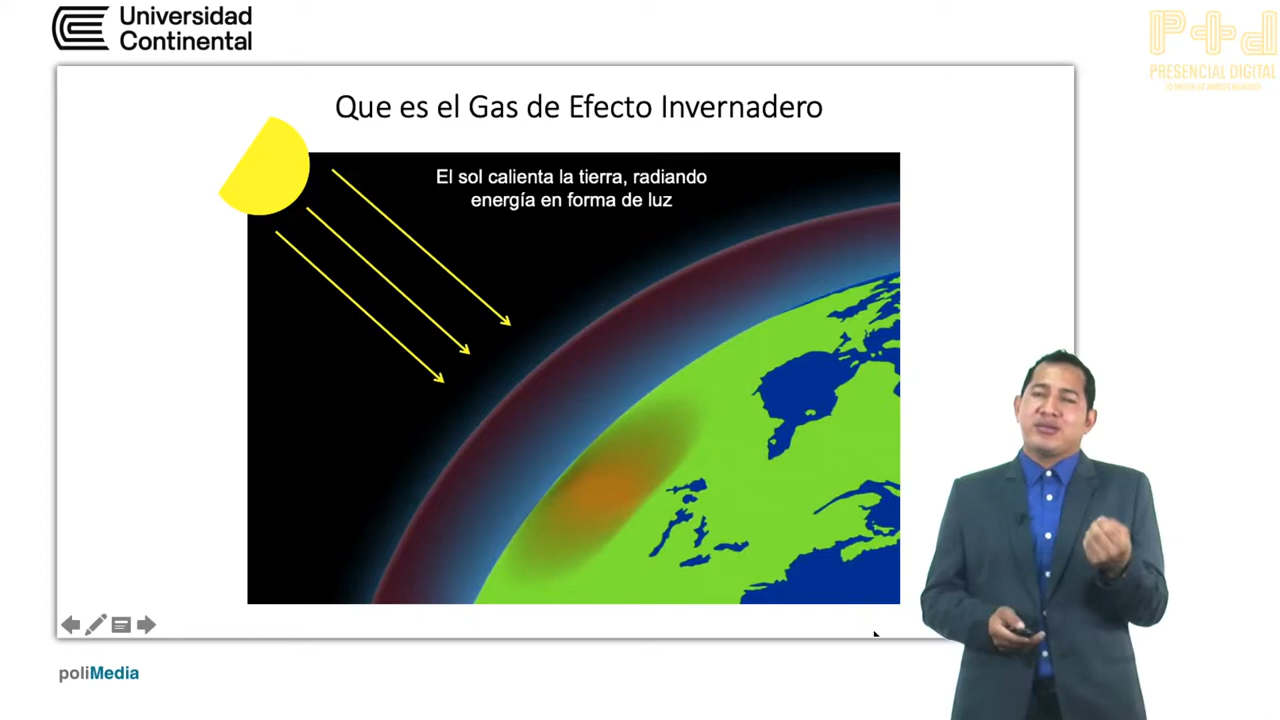 Universidad
Continental
P+d
PRESENCIAL DIGITAL
Que es el Gas de Efecto Invernadero
El sol calienta la tierra, radiando
energía en forma de luz
poliMedia